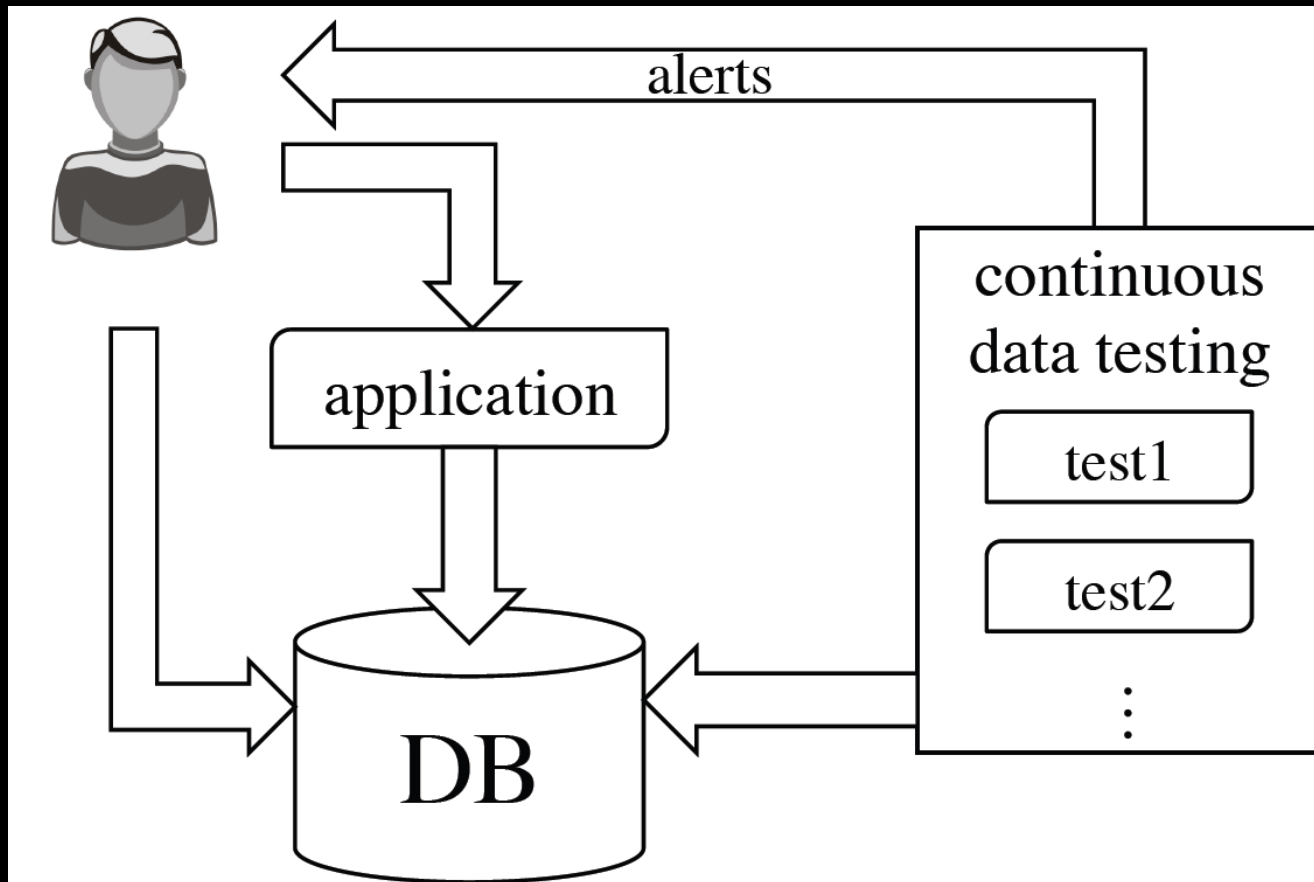 alerts
continuous
data testing
application
test1
test2
⋮
DB